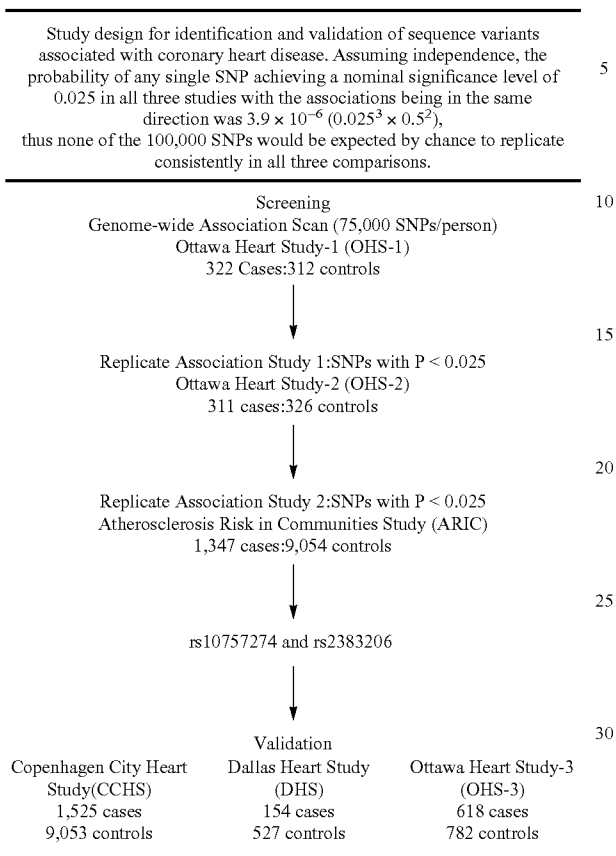 Study design for identification and validation of sequence variants
associated with coronary heart disease. Assuming independence, the
probability of any single SNP achieving a nominal significance level of
0.025 in all three studies with the associations being in the same
direction was 3.9 × 10⁻⁶ (0.025³ × 0.5²),
thus none of the 100,000 SNPs would be expected by chance to replicate
consistently in all three comparisons.
5
Screening
10
Genome-wide Association Scan (75,000 SNPs/person)
Ottawa Heart Study-1 (OHS-1)
322 Cases:312 controls
15
Replicate Association Study 1:SNPs with P < 0.025
Ottawa Heart Study-2 (OHS-2)
311 cases:326 controls
20
Replicate Association Study 2:SNPs with P < 0.025
Atherosclerosis Risk in Communities Study (ARIC)
1,347 cases:9,054 controls
25
rs10757274 and rs2383206
30
Validation
Copenhagen City Heart
Study(CCHS)
1,525 cases
9,053 controls
Dallas Heart Study
(DHS)
154 cases
527 controls
Ottawa Heart Study-3
(OHS-3)
618 cases
782 controls